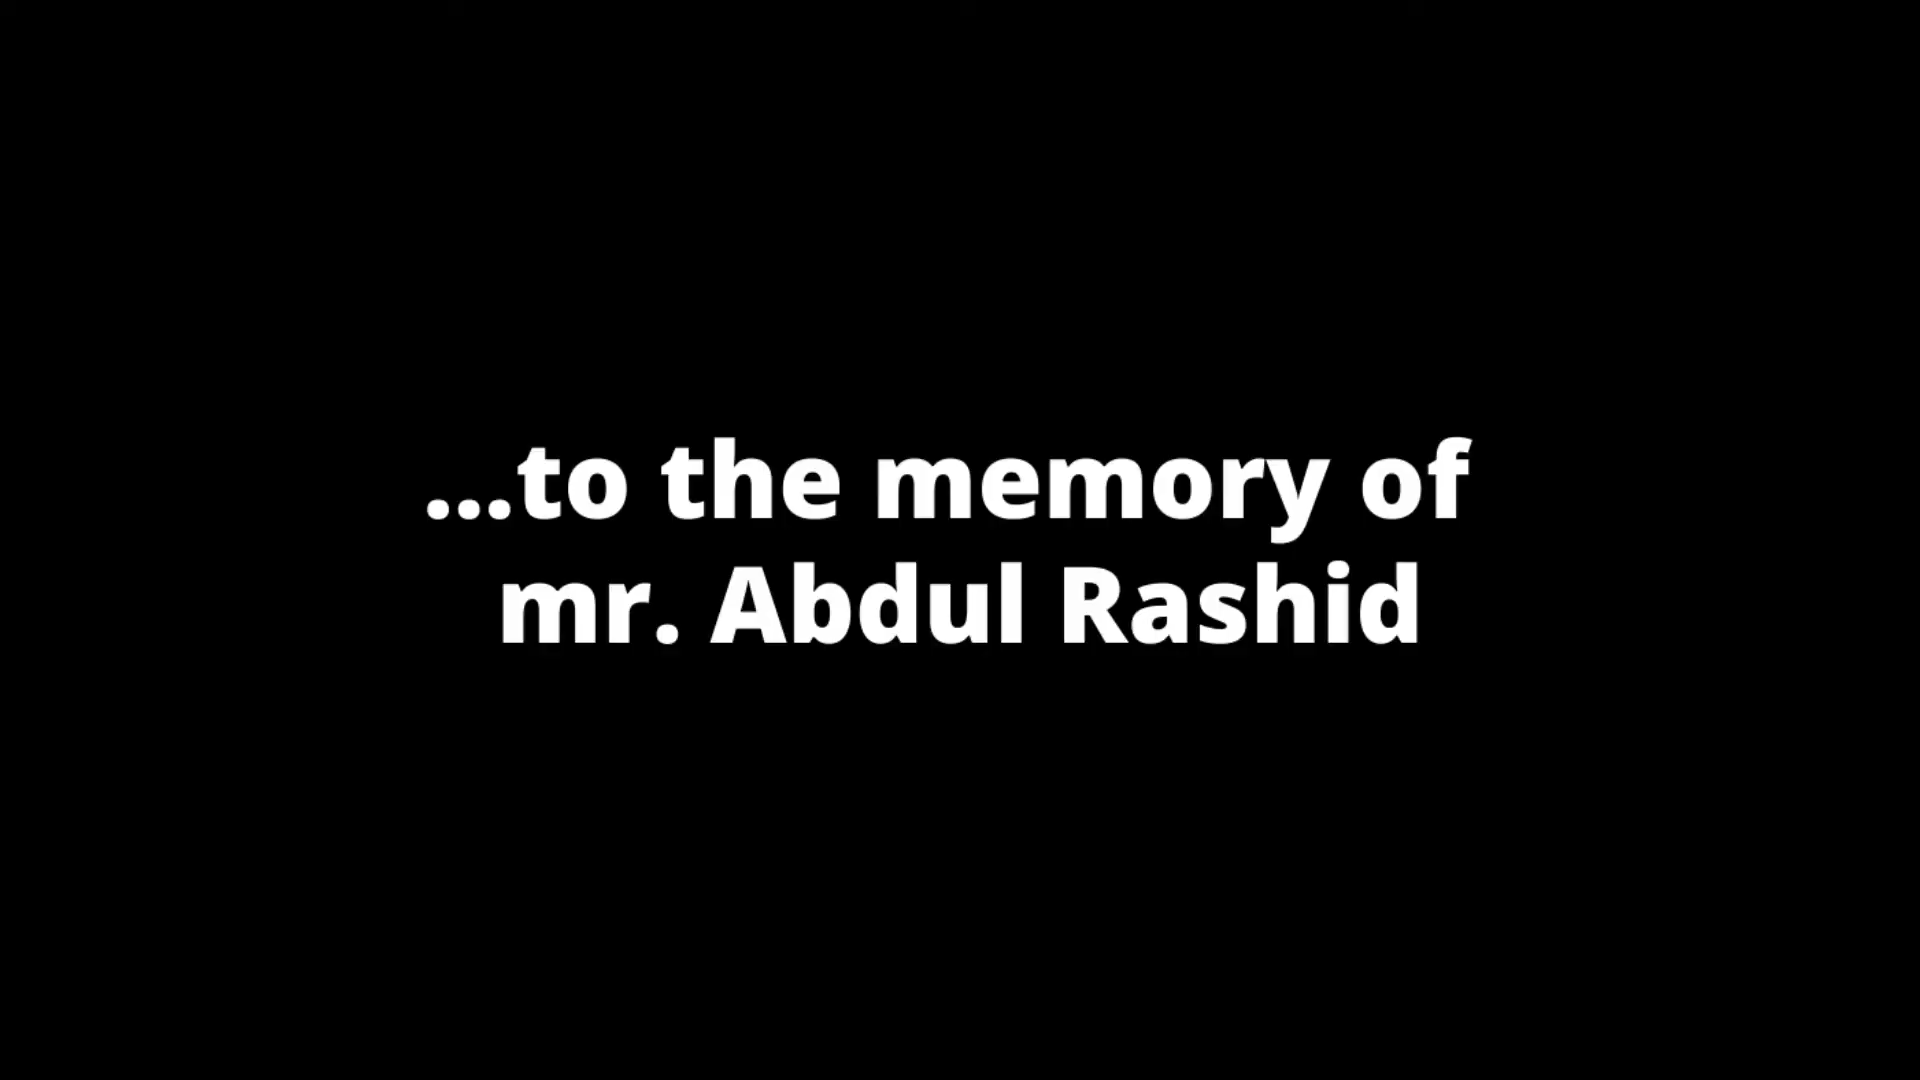 ...to the memory of
mr. Abdul Rashid